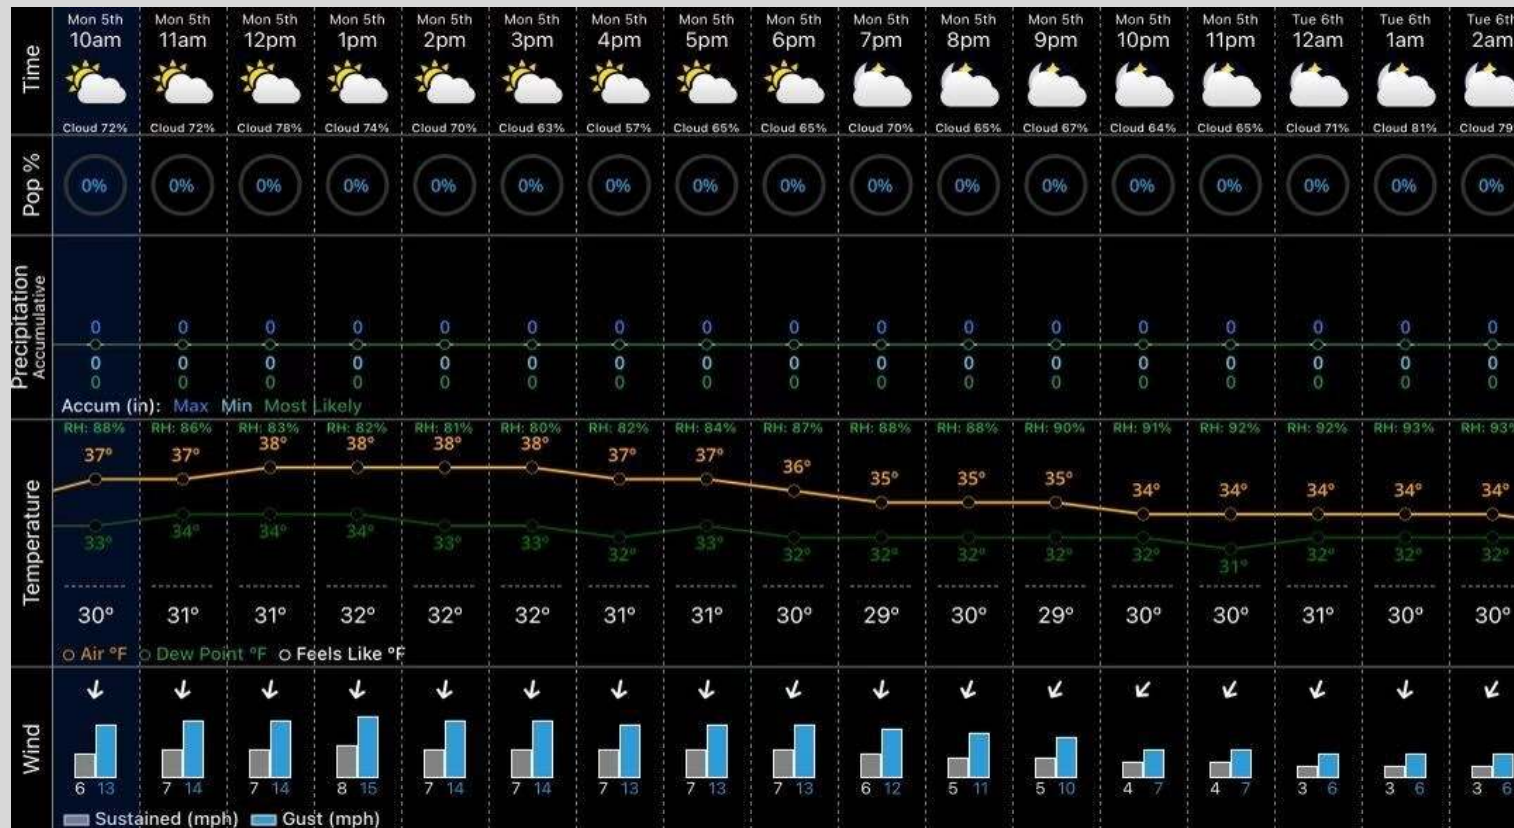 Time
Mon 5th Mon 5th Mon 5th Mon 5th Mon 5th Mon 5th Mon 5th Mon 5th Mon 5th Mon 5th Mon 5th Mon 5th Mon 5th Mon 5th Tue 6th Tue 6th Tue 6th
10am 11am 12pm 1pm 2pm 3pm 4pm 5pm 6pm 7pm 8pm 9pm 10pm 11pm 12am 1am 2am
Cloud 72% Cloud 72% Cloud 78% Cloud 74% Cloud 70% Cloud 63% Cloud 57% Cloud 65% Cloud 65% Cloud 70% Cloud 65% Cloud 67% Cloud 64% Cloud 65% Cloud 71% Cloud 81% Cloud 79
Pop %
0% 0% 0% 0% 0% 0% 0% 0% 0% 0% 0% 0% 0% 0% 0% 0% 0%
Precipitation
Accumulative
0 0 0 0 0 0 0 0 0 0 0 0 0 0 0 0 0
0 0 0 0 0 0 0 0 0 0 0 0 0 0 0 0 0
0 0 0 0 0 0 0 0 0 0 0 0 0 0 0 0 0
Accum (in): Max Min Most Likely
Temperature
RH: 88% RH: 86% RH: 83% RH: 82% RH: 81% RH: 80% RH: 82% RH: 84% RH: 87% RH: 88% RH: 88% RH: 90% RH: 91% RH: 92% RH: 92% RH: 93% RH: 93%
37° 37° 38° 38° 38° 38° 37° 37° 36° 35° 35° 35° 34° 34° 34° 34° 34°
33° 34° 34° 34° 33° 33° 32° 33° 32° 32° 32° 32° 32° 31° 32° 32° 32°
30° 31° 31° 32° 32° 32° 31° 31° 30° 29° 30° 29° 30° 30° 31° 30° 30°
Air °F Dew Point °F Feels Like °F
Wind
6 13 7 14 7 14 8 15 7 14 7 14 7 13 7 13 7 13 6 12 5 11 5 10 4 7 4 7 3 6 3 6 3 6
Sustained (mph) Gust (mph)